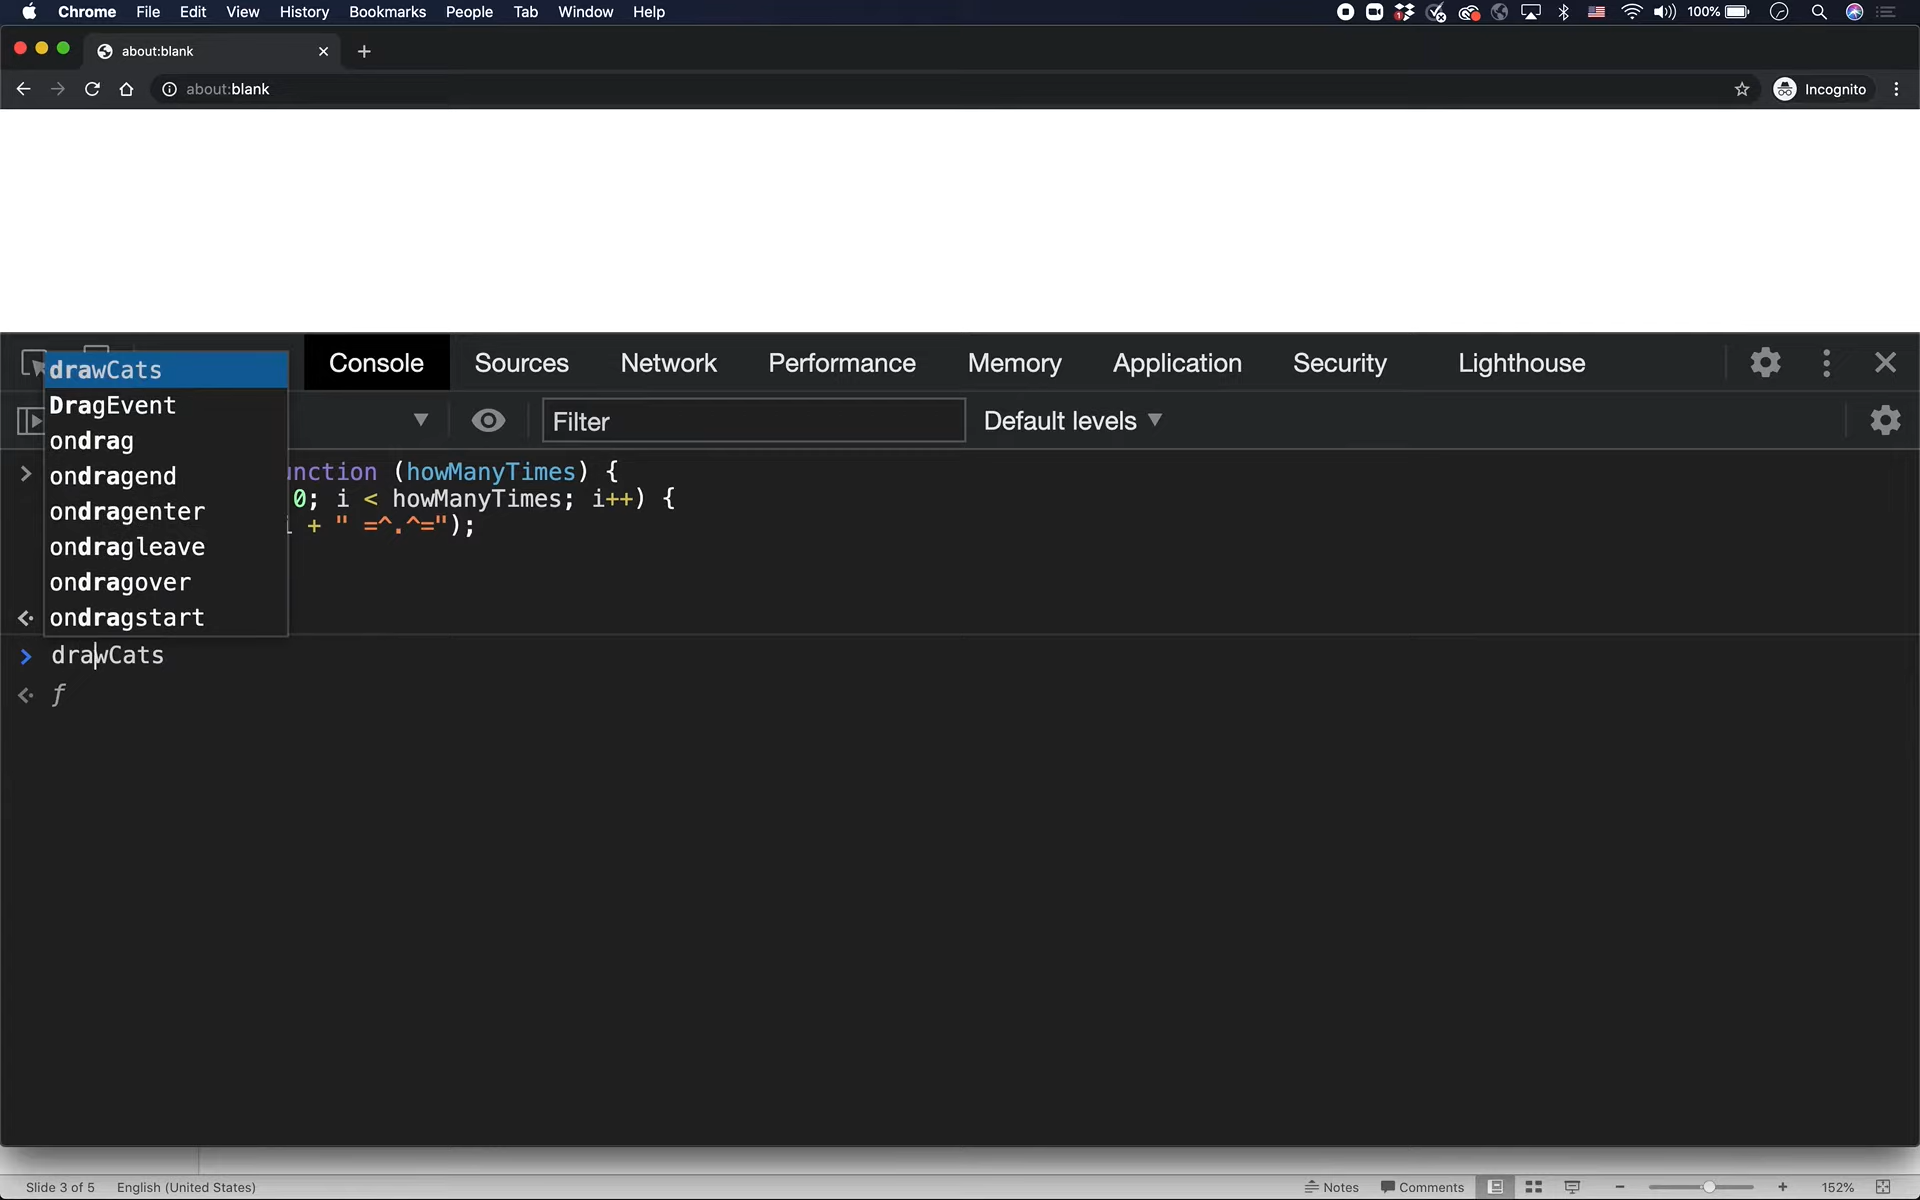 Chrome File Edit View History Bookmarks People Tab Window Help 100%
about:blank
about:blank Incognito
Console Sources Network Performance Memory Application Security Lighthouse
Filter Default levels
drawCats
DragEvent
ondrag
ondragend
ondragenter
ondragleave
ondragover
ondragstart
unction (howManyTimes) {
0; i < howManyTimes; i++) {
i + " =^.^=");
> drawCats
f
Slide 3 of 5 English (United States) Notes Comments 152%